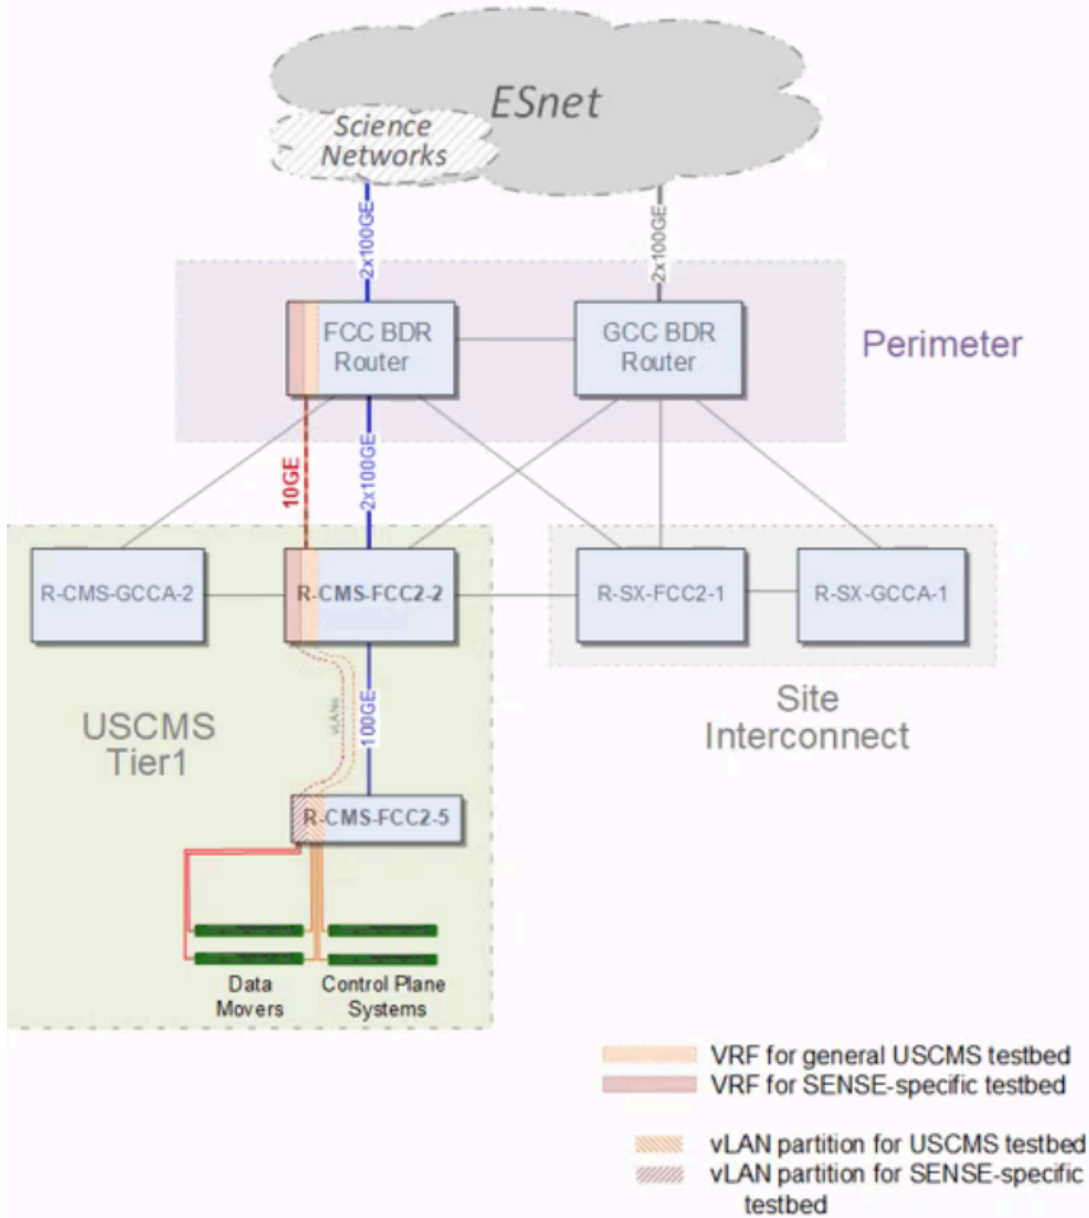 ESnet
Science
Networks
2x100GE
2x100GE
FCC BDR
Router
GCC BDR
Router
Perimeter
10GE
2x100GE
R-CMS-GCCA-2
R-CMS-FCC2-2
R-SX-FCC2-1
R-SX-GCCA-1
USCMS
Tier1
vLANs
100GE
Site
Interconnect
R-CMS-FCC2-5
Data
Movers
Control Plane
Systems
VRF for general USCMS testbed
VRF for SENSE-specific testbed
vLAN partition for USCMS testbed
vLAN partition for SENSE-specific
testbed